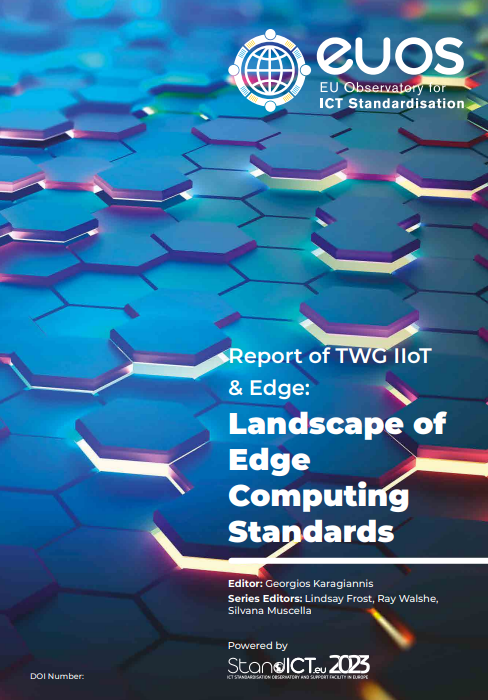 euos
EU Observatory for
ICT Standardisation
Report of TWG IIoT
& Edge:
Landscape of
Edge
Computing
Standards
Editor: Georgios Karagiannis
Series Editors: Lindsay Frost, Ray Walshe,
Silvana Muscella
Powered by
StandICT.eu 2023
ICT STANDARDISATION OBSERVATORY AND SUPPORT FACILITY IN EUROPE
DOI Number: